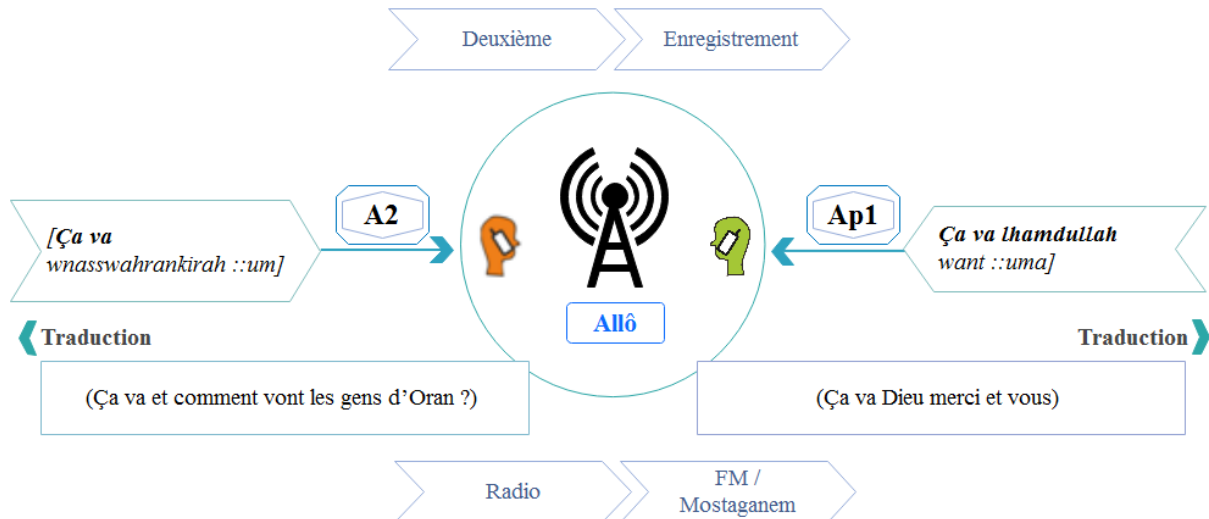 Deuxième
Enregistrement
A2
Ap1
[Ça va
wnasswahrankirah ::um]
Ça va lhamdullah
want ::uma]
Allô
Traduction
Traduction
(Ça va et comment vont les gens d’Oran ?)
(Ça va Dieu merci et vous)
Radio
FM /
Mostaganem